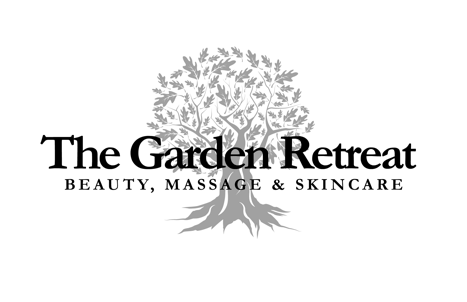 The Garden Retreat
BEAUTY, MASSAGE & SKINCARE